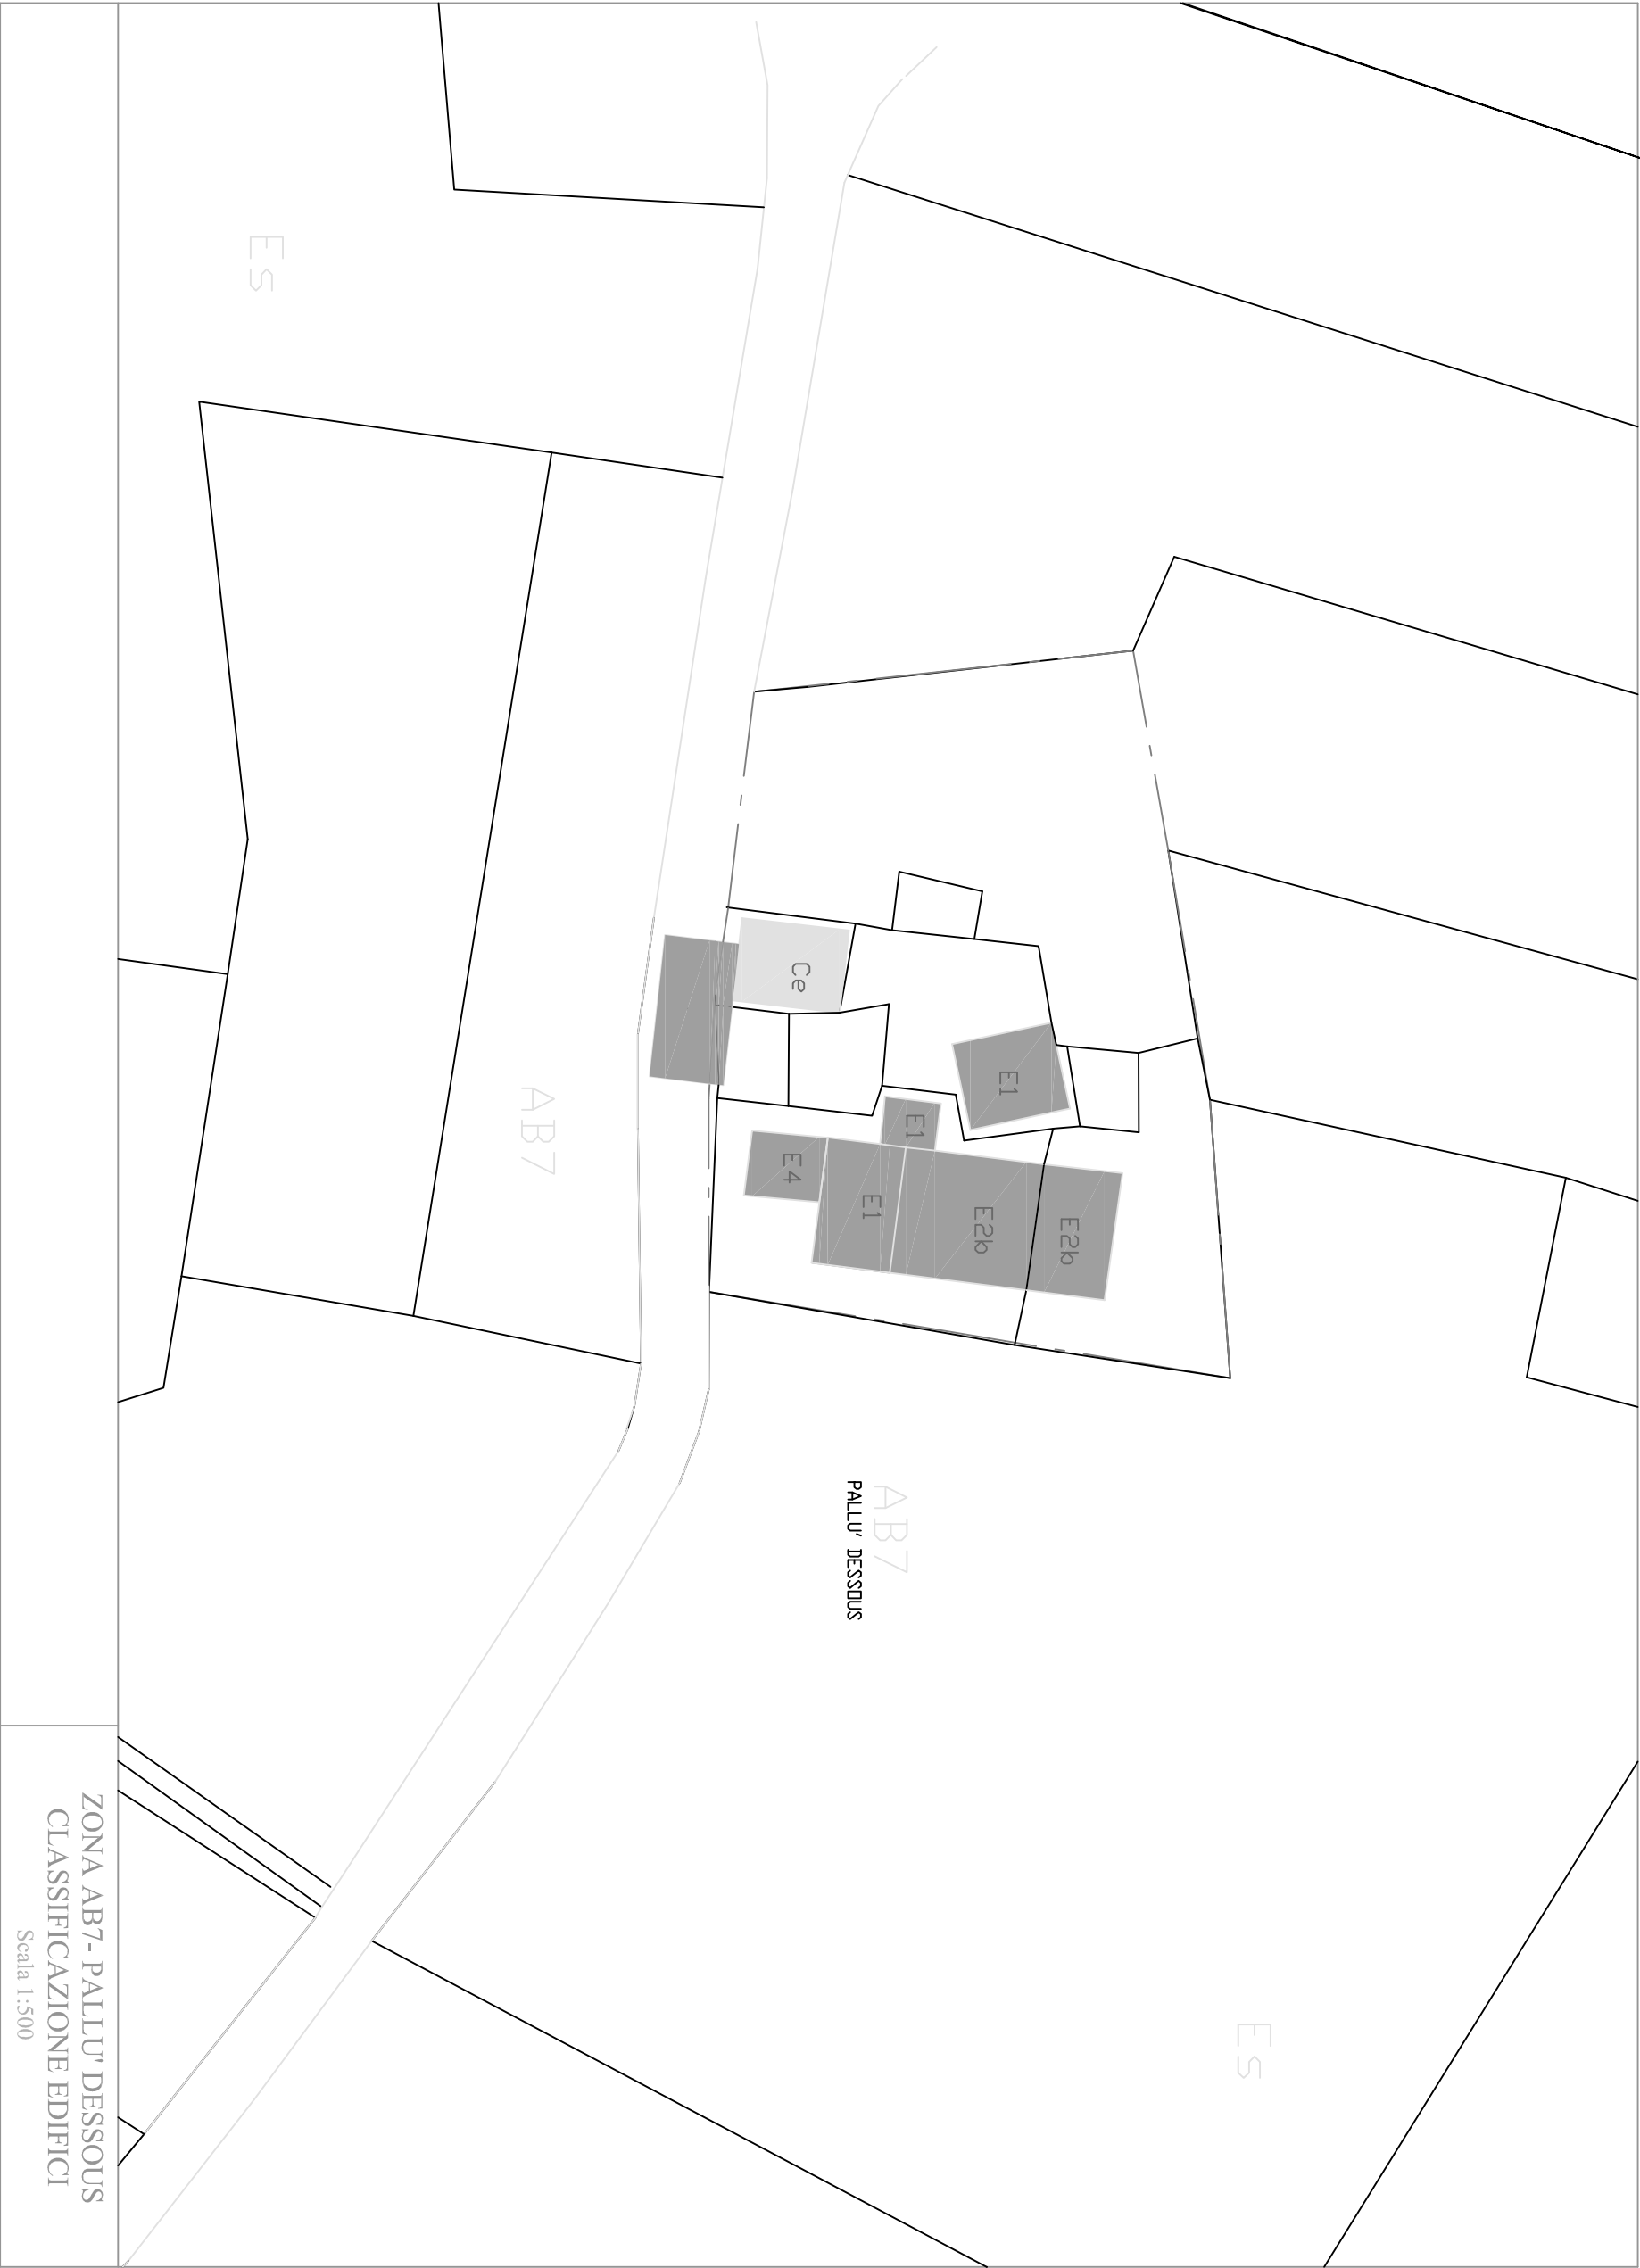 Es
E2b
E1
E2b
E1
AB7
E1
PALLU' DESSOUS
Ce
E4
AB7
Es
ZONA AB7- PALLU' DESSOUS
CLASSIFICAZIONE EDIFICI
Scala 1:500